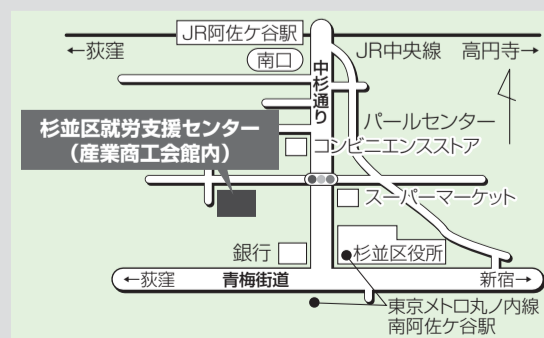 JR阿佐ケ谷駅
←荻窪
南口
JR中央線 高円寺→
中杉通り
パールセンター
杉並区就労支援センター
（産業商工会館内）
コンビニエンスストア
スーパーマーケット
銀行
杉並区役所
←荻窪 青梅街道 新宿→
東京メトロ丸ノ内線
南阿佐ケ谷駅